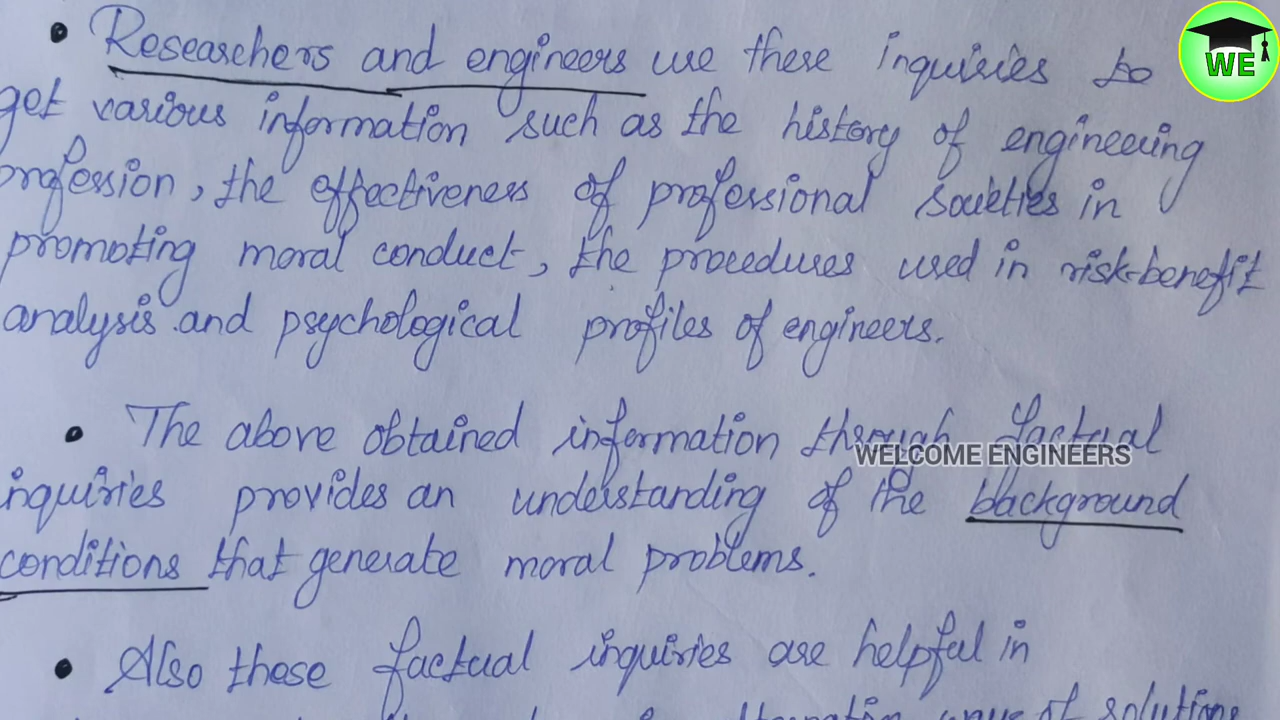 • Researchers and engineers use these inquiries to
WE
get various information such as the history of engineering
profession, the effectiveness of professional societies in
promoting moral conduct, the procedures used in risk-benefit
analysis and psychological profiles of engineers.
• The above obtained information through factual
WELCOME ENGINEERS
inquiries provides an understanding of the background
conditions that generate moral problems.
• Also these factual inquiries are helpful in
ways of solutions